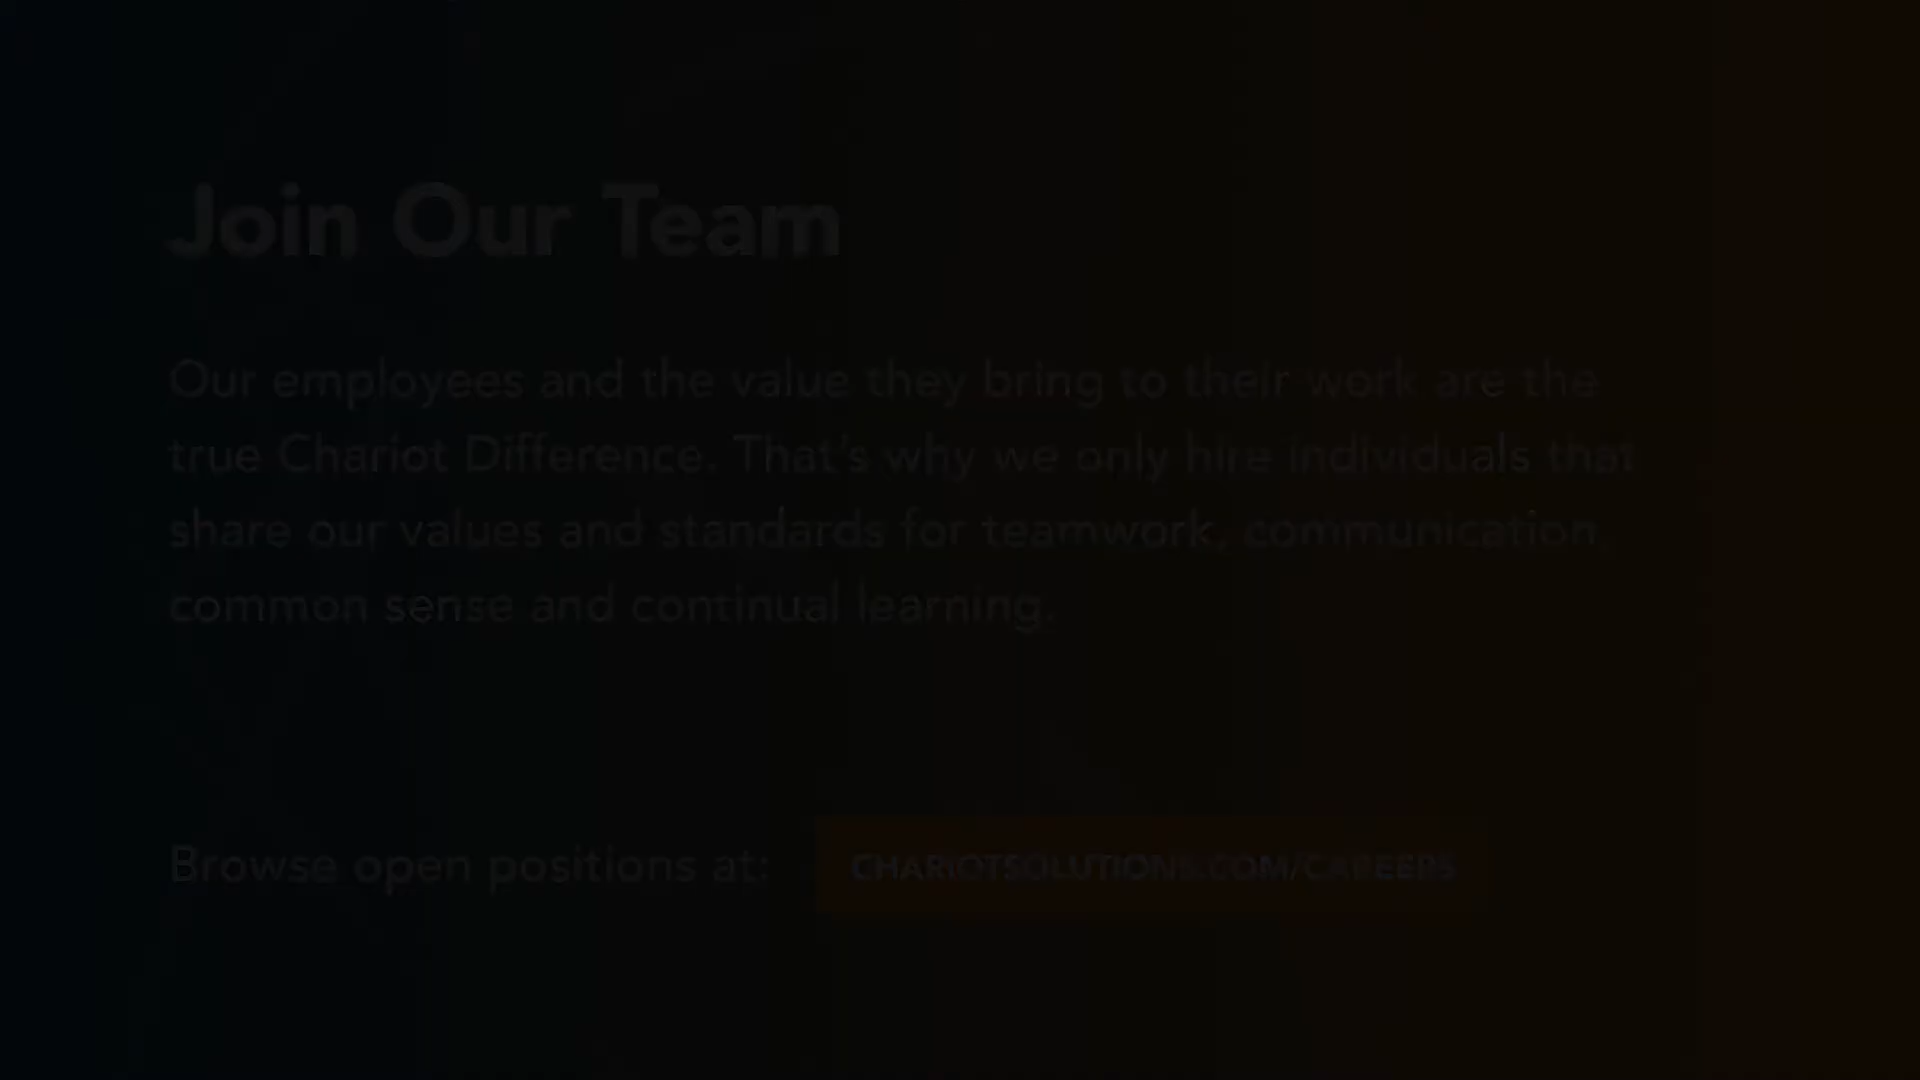 Join Our Team
Our employees and the value they bring to their work are the
true Chariot Difference. That's why we only hire individuals that
share our values and standards for teamwork, communication
common sense and continual learning.
Browse open positions at: CHARIOTSOLUTIONS.COM/CAREERS